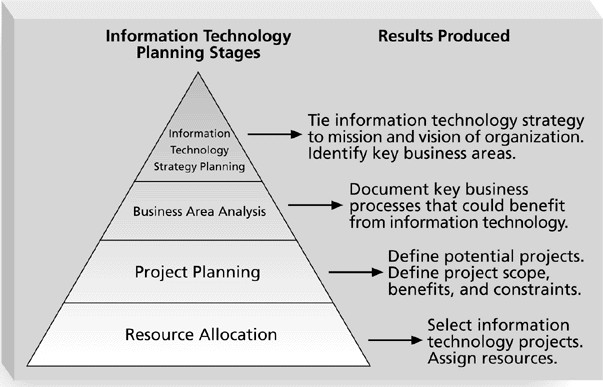 Information Technology
Planning Stages
Results Produced
Information
Technology
Strategy Planning
Tie information technology strategy
to mission and vision of organization.
Identify key business areas.
Business Area Analysis
Document key business
processes that could benefit
from information technology.
Project Planning
Define potential projects.
Define project scope,
benefits, and constraints.
Resource Allocation
Select information
technology projects.
Assign resources.